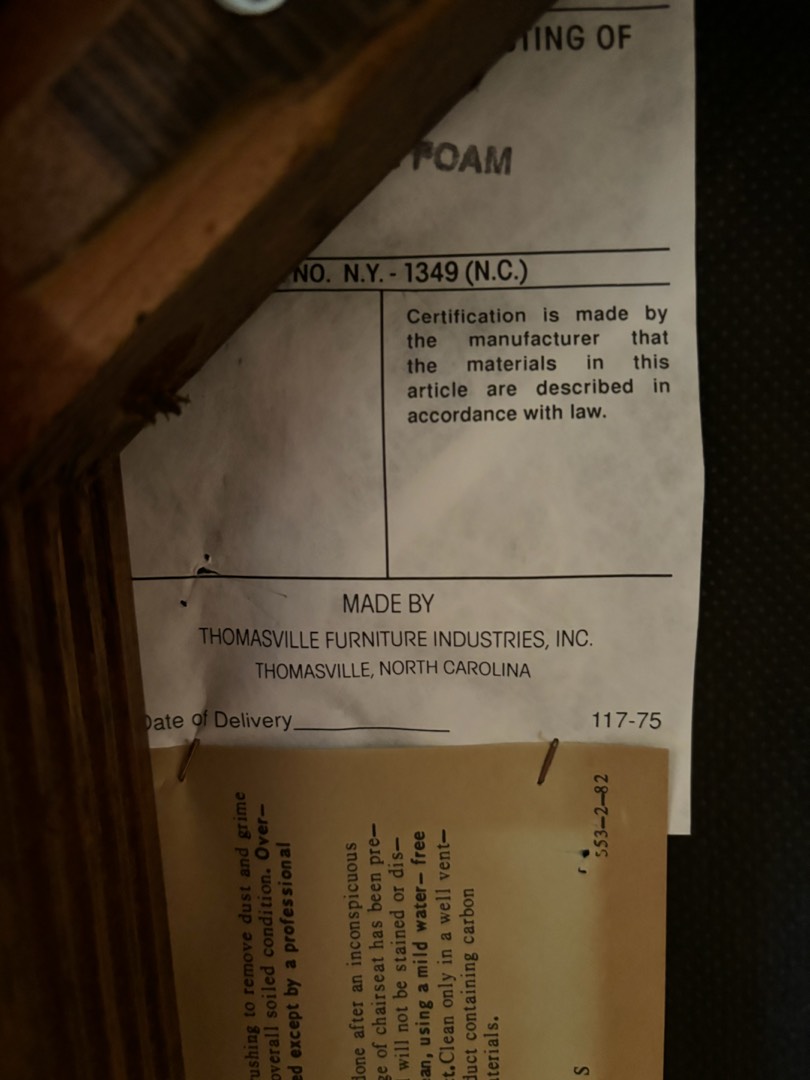 OF
FOAM
NO. N.Y. - 1349 (N.C.)
Certification is made by
the manufacturer that
the materials in this
article are described in
accordance with law.
MADE BY
THOMASVILLE FURNITURE INDUSTRIES, INC.
THOMASVILLE, NORTH CAROLINA
Date of Delivery
117-75
ushing to remove dust and grime
overall soiled condition. Over-
ed except by a professional
lone after an inconspicuous
ge of chairseat has been pre-
will not be stained or dis-
an, using a mild water- free
t. Clean only in a well vent-
duct containing carbon
terials.
553-2-82
S